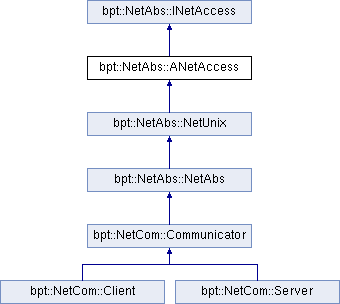 bpt::NetAbs::INetAccess
bpt::NetAbs::ANetAccess
bpt::NetAbs::NetUnix
bpt::NetAbs::NetAbs
bpt::NetCom::Communicator
bpt::NetCom::Client
bpt::NetCom::Server